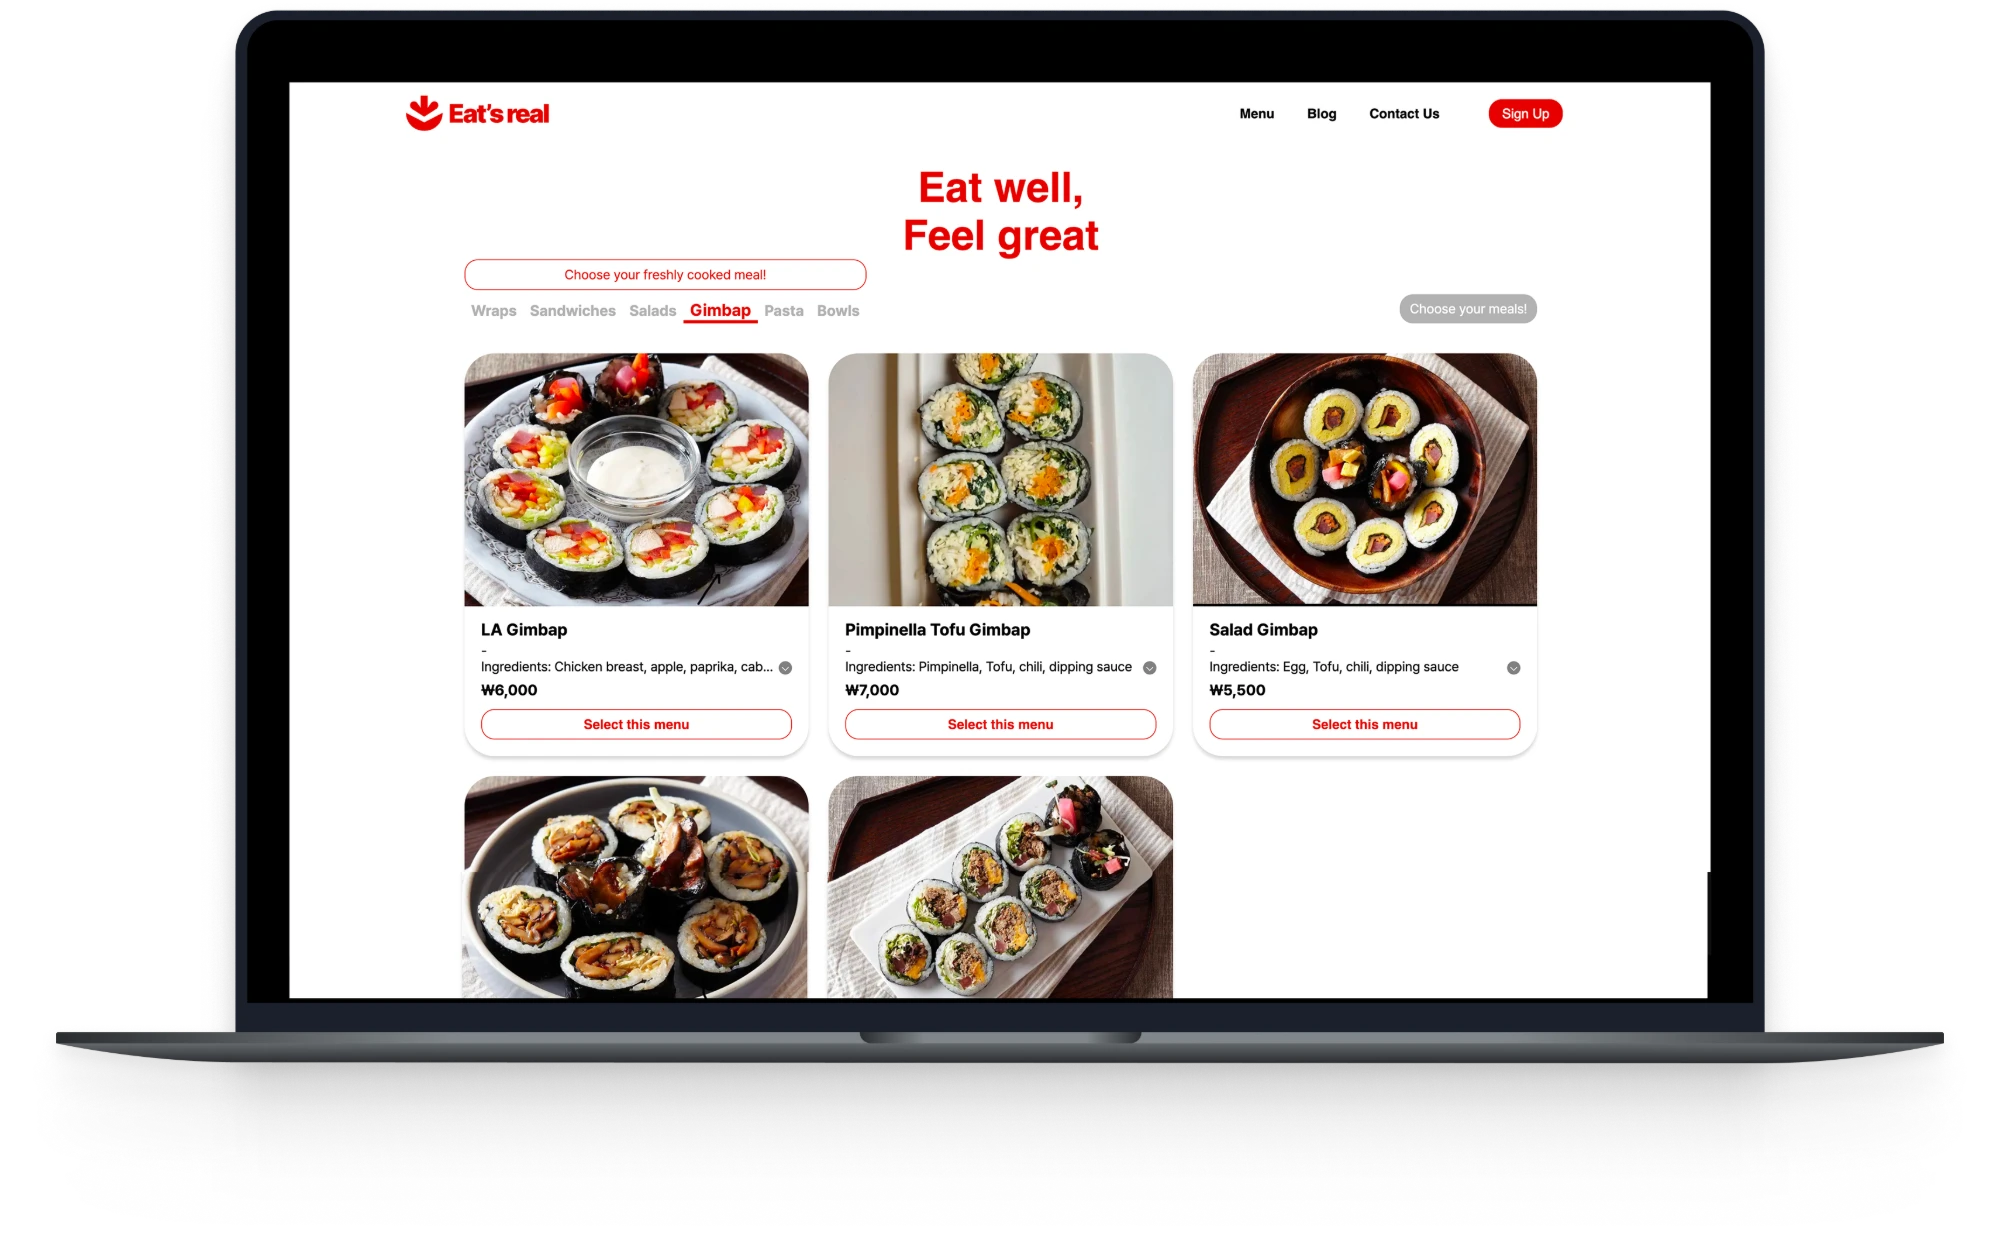 Eat's real
Menu
Blog
Contact Us
Sign Up
Eat well,
Feel great
Choose your freshly cooked meal!
Wraps
Sandwiches
Salads
Gimbap
Pasta
Bowls
Choose your meals!
LA Gimbap
-
Ingredients: Chicken breast, apple, paprika, cab...
₩6,000
Select this menu
Pimpinella Tofu Gimbap
-
Ingredients: Pimpinella, Tofu, chili, dipping sauce
₩7,000
Select this menu
Salad Gimbap
-
Ingredients: Egg, Tofu, chili, dipping sauce
₩5,500
Select this menu